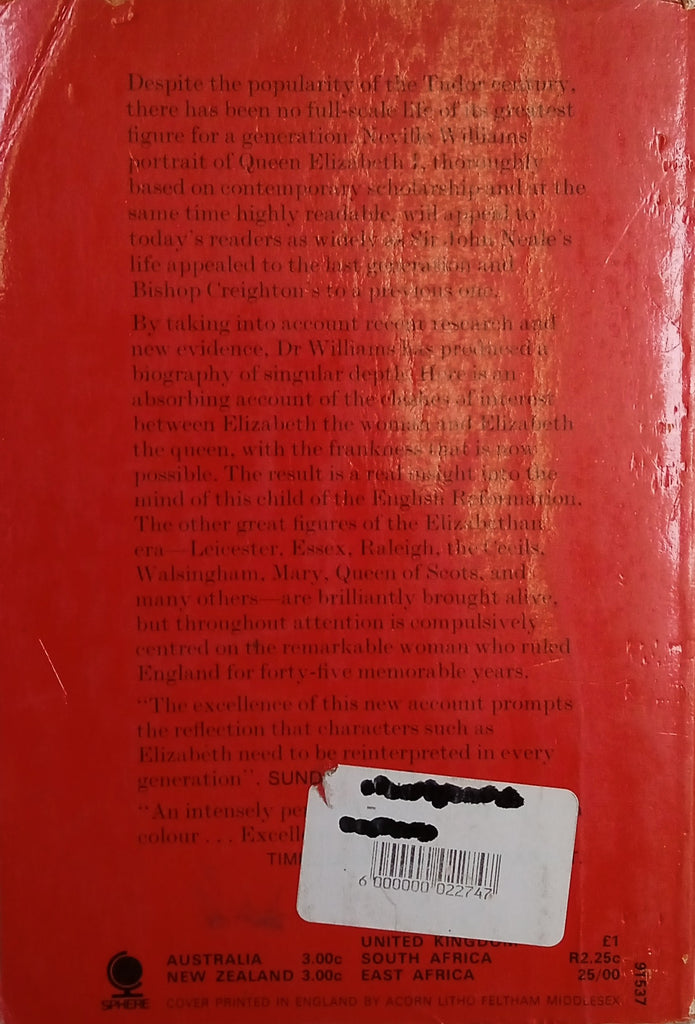 Despite the popularity of the Tudor century,
there has been no full-scale life of its greatest
figure for a generation. Neville Williams'
portrait of Queen Elizabeth I, thoroughly
based on contemporary scholarship and at the
same time highly readable, will appeal to
today's readers as widely as Sir John Neale's
life appealed to the last generation and
Bishop Creighton's to a previous one.
By taking into account recent research and
new evidence, Dr Williams has produced a
biography of singular depth. Here is an
absorbing account of the clashes of interest
between Elizabeth the woman and Elizabeth
the queen, with the frankness that is now
possible. The result is a real insight into the
mind of this child of the English Reformation.
The other great figures of the Elizabethan
era—Leicester, Essex, Raleigh, the Cecils,
Walsingham, Mary, Queen of Scots, and
many others—are brilliantly brought alive,
but throughout attention is compulsively
centred on the remarkable woman who ruled
England for forty-five memorable years.
"The excellence of this new account prompts
the reflection that characters such as
Elizabeth need to be reinterpreted in every
generation". SUND
"An intensely
colour . . .
6 000000 022747
UNITED KINGDOM £1
AUSTRALIA 3.00c SOUTH AFRICA R2.25c
NEW ZEALAND 3.00c EAST AFRICA 25/00
SPHERE COVER PRINTED IN ENGLAND BY ACORN LITHO FELTHAM MIDDLESEX
9T537